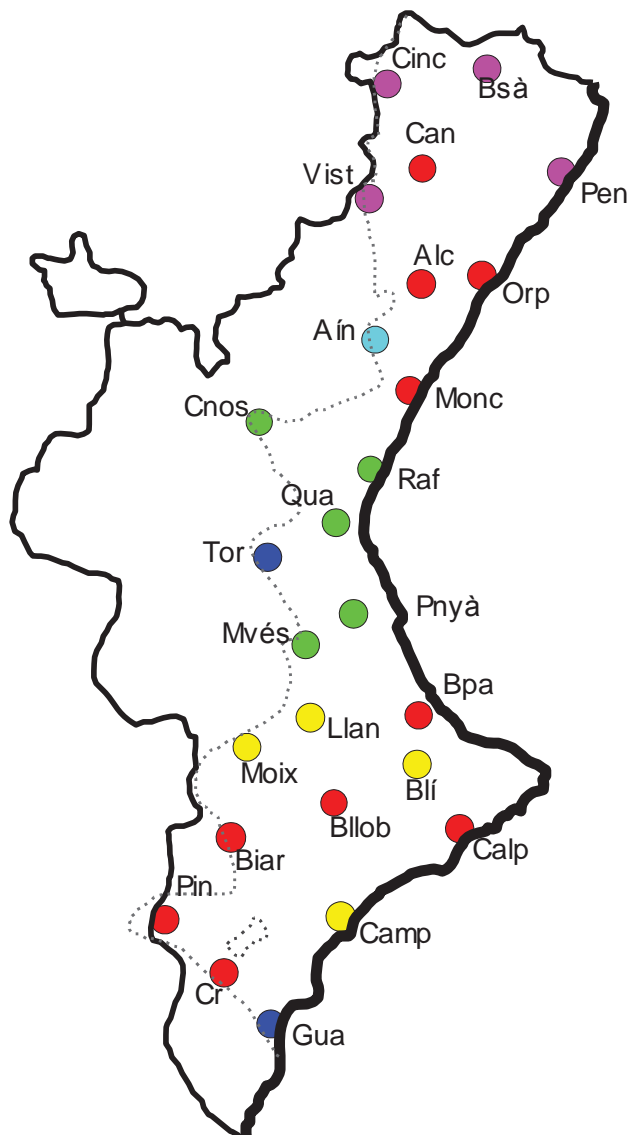 Cinc
Bsà
Can
Vist
Pen
Alc
Orp
Aín
Monc
Cnos
Raf
Qua
Tor
Pnyà
Mvés
Bpa
Llan
Moix
Blí
Bllob
Calp
Biar
Pin
Camp
Cr
Gua